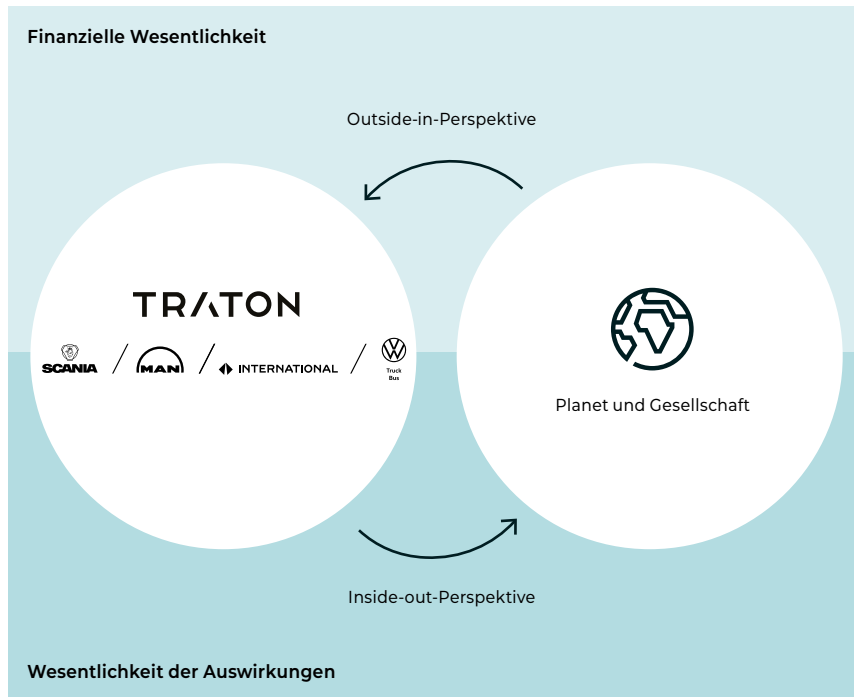 Finanzielle Wesentlichkeit
Outside-in-Perspektive
TRATON
SCANIA / MAN / INTERNATIONAL / Truck Bus
Planet und Gesellschaft
Inside-out-Perspektive
Wesentlichkeit der Auswirkungen